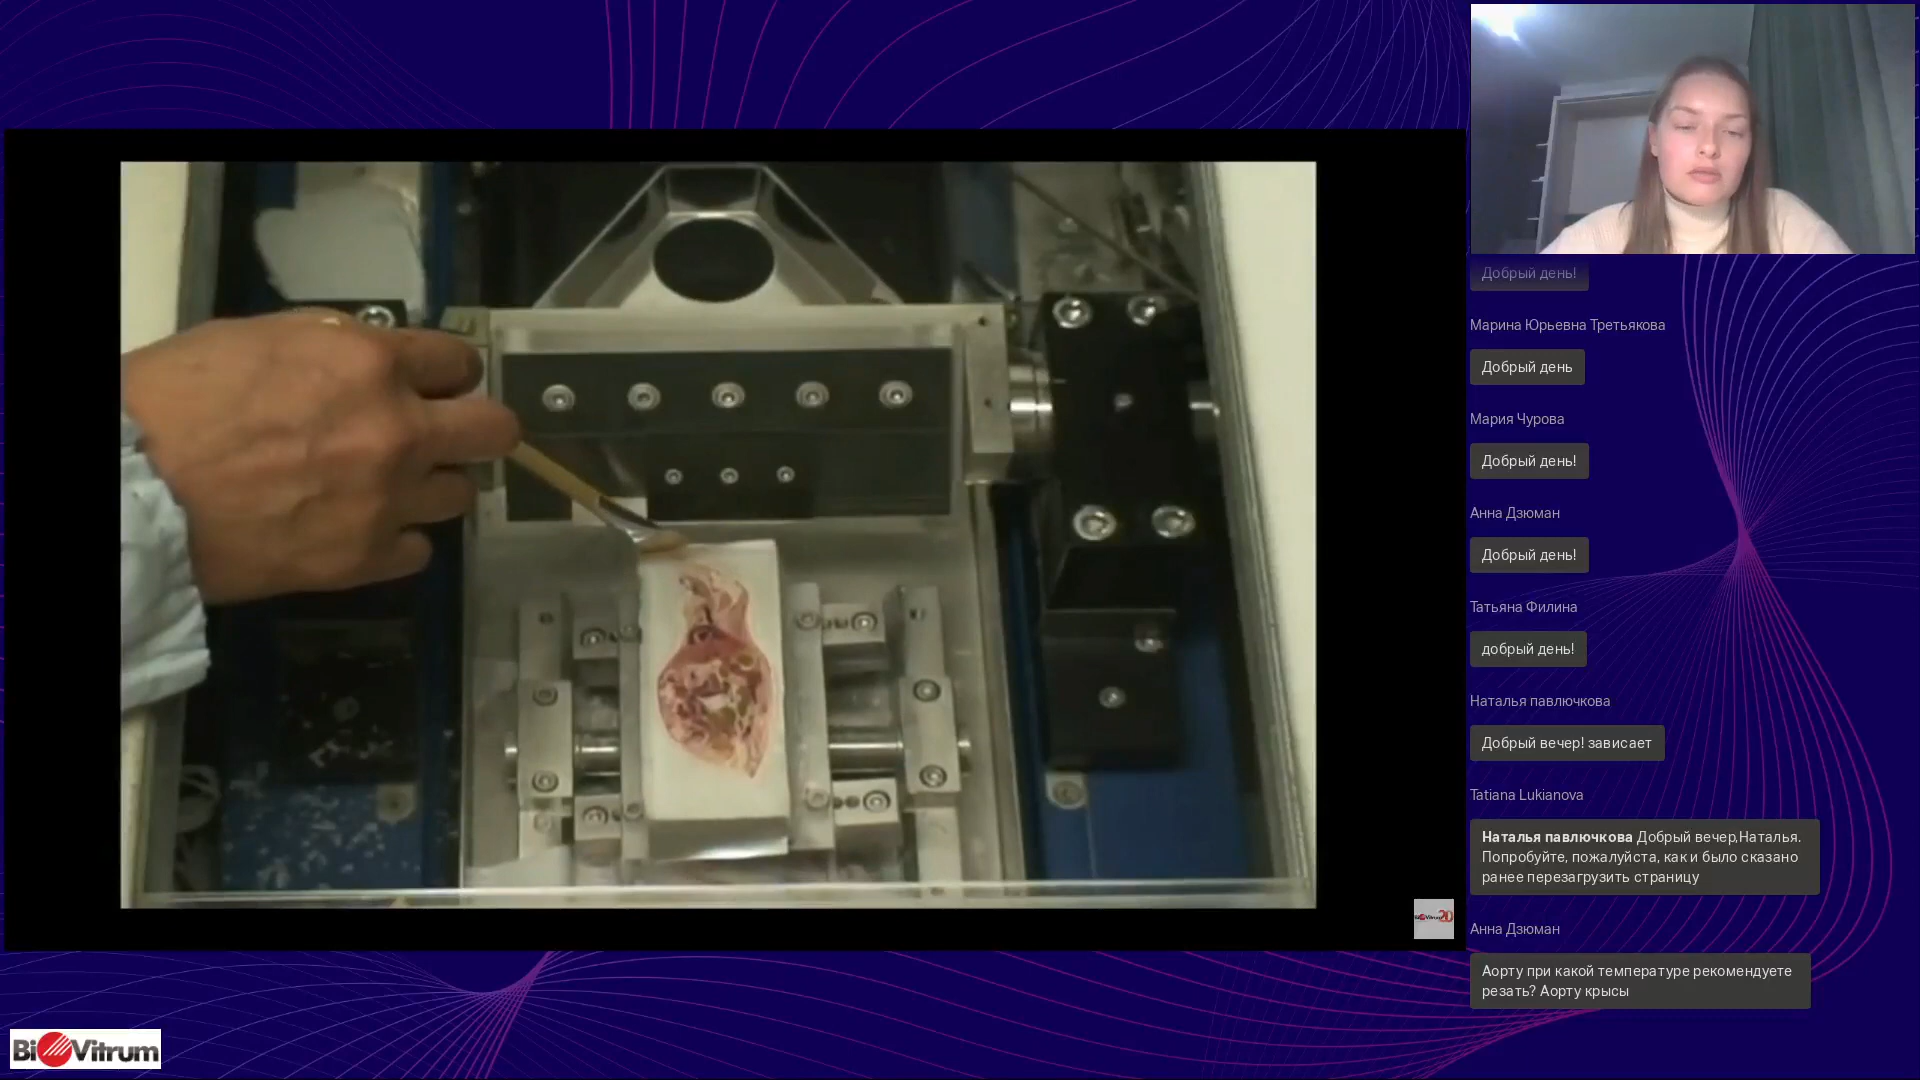 Добрый день!
Марина Юрьевна Третьякова
Добрый день
Мария Чурова
Добрый день!
Анна Дзюман
Добрый день!
Татьяна Филина
добрый день!
Наталья павлючкова
Добрый вечер! зависает
Tatiana Lukianova
Наталья павлючкова Добрый вечер,Наталья.
Попробуйте, пожалуйста, как и было сказано
ранее перезагрузить страницу
Анна Дзюман
Аорту при какой температуре рекомендуете
резать? Аорту крысы
BioVitrum 20
BiOVitrum